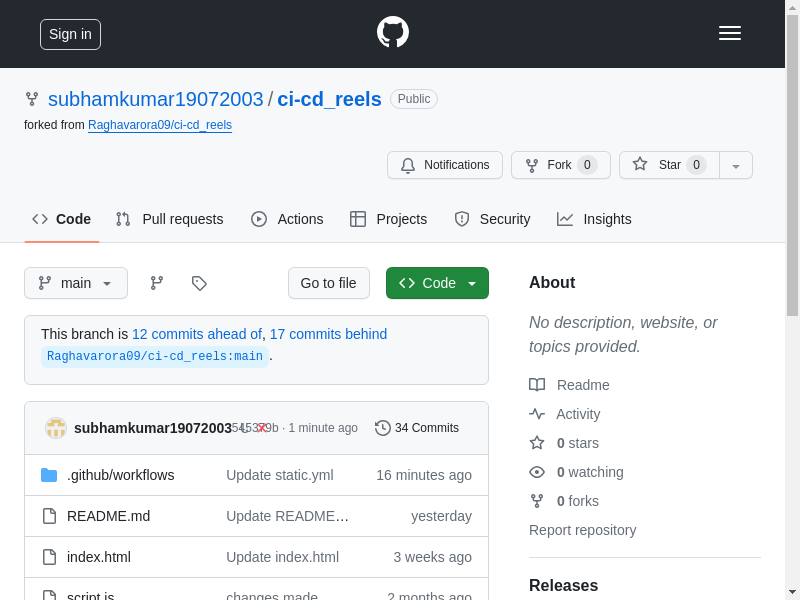 Sign in
subhamkumar19072003 / ci-cd_reels Public
forked from Raghavarora09/ci-cd_reels
Notifications Fork 0 Star 0
Code Pull requests Actions Projects Security Insights
main Go to file Code
This branch is 12 commits ahead of, 17 commits behind
Raghavarora09/ci-cd_reels:main.
subhamkumar19072003 · 1 minute ago 34 Commits
.github/workflows Update static.yml 16 minutes ago
README.md Update README… yesterday
index.html Update index.html 3 weeks ago
script.js changes made 2 months ago
About
No description, website, or
topics provided.
Readme
Activity
0 stars
0 watching
0 forks
Report repository
Releases